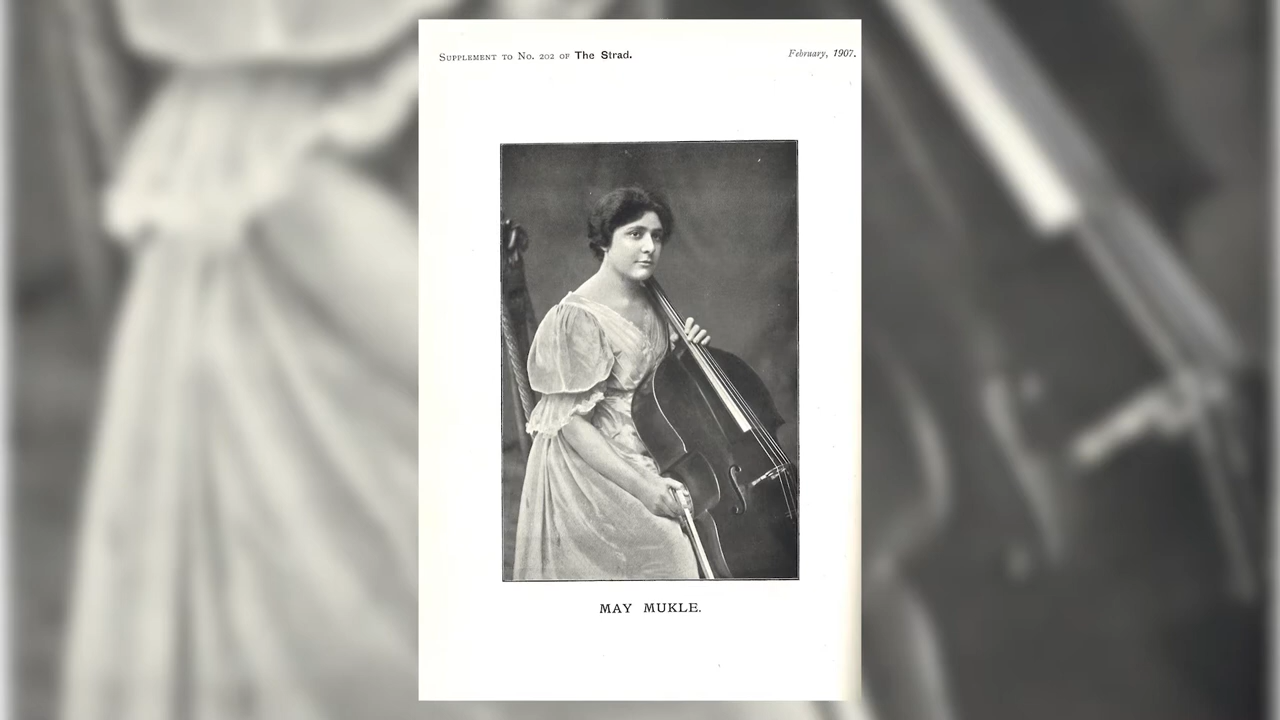 Supplement to No. 202 of The Strad.
February, 1907.
MAY MUKLE.